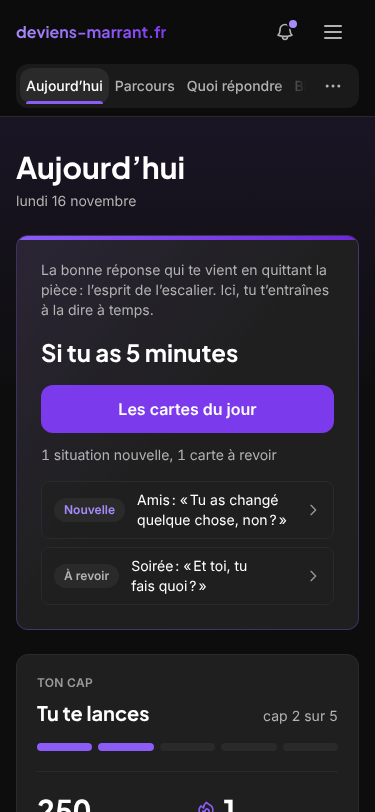 deviens-marrant.fr
Aujourd’hui Parcours Quoi répondre
Aujourd’hui
lundi 16 novembre
La bonne réponse qui te vient en quittant la
pièce : l’esprit de l’escalier. Ici, tu t’entraînes
à la dire à temps.
Si tu as 5 minutes
Les cartes du jour
1 situation nouvelle, 1 carte à revoir
Nouvelle
Amis : « Tu as changé
quelque chose, non ? »
À revoir
Soirée : « Et toi, tu
fais quoi ? »
TON CAP
Tu te lances
cap 2 sur 5
250 1